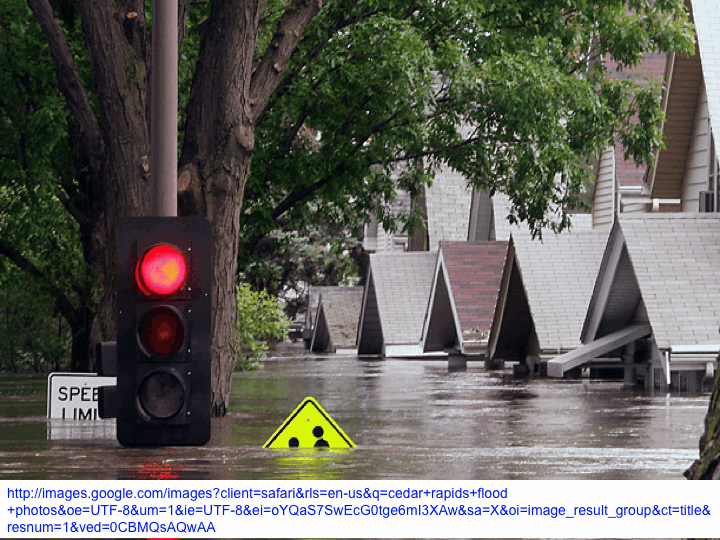 SPEE
LIMI
http://images.google.com/images?client=safari&rls=en-us&q=cedar+rapids+flood
+photos&oe=UTF-8&um=1&ie=UTF-8&ei=oYQaS7SwEcG0tge6mI3XAw&sa=X&oi=image_result_group&ct=title&
resnum=1&ved=0CBMQsAQwAA